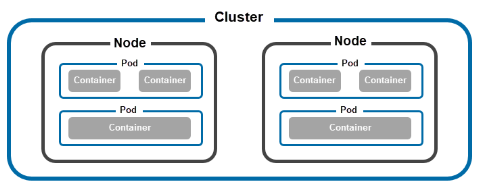 Cluster
Node
Node
Pod
Pod
Container Container
Container Container
Pod
Pod
Container
Container